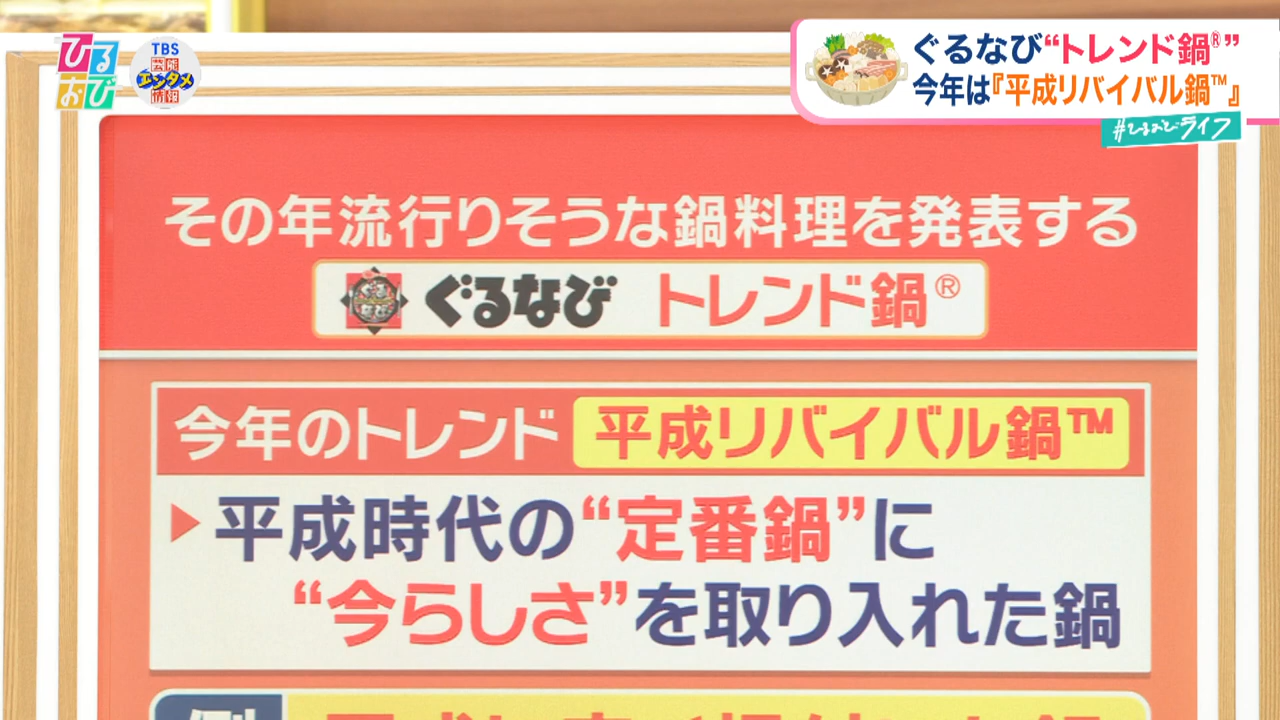 ひるおび
TBS
芸能
エンタメ
情報
ぐるなび“トレンド鍋®”
今年は『平成リバイバル鍋™』
#ひるおびライフ
その年流行りそうな鍋料理を発表する
ぐるなび
ぐるなび トレンド鍋®
今年のトレンド 平成リバイバル鍋™
平成時代の“定番鍋”に
“今らしさ”を取り入れた鍋